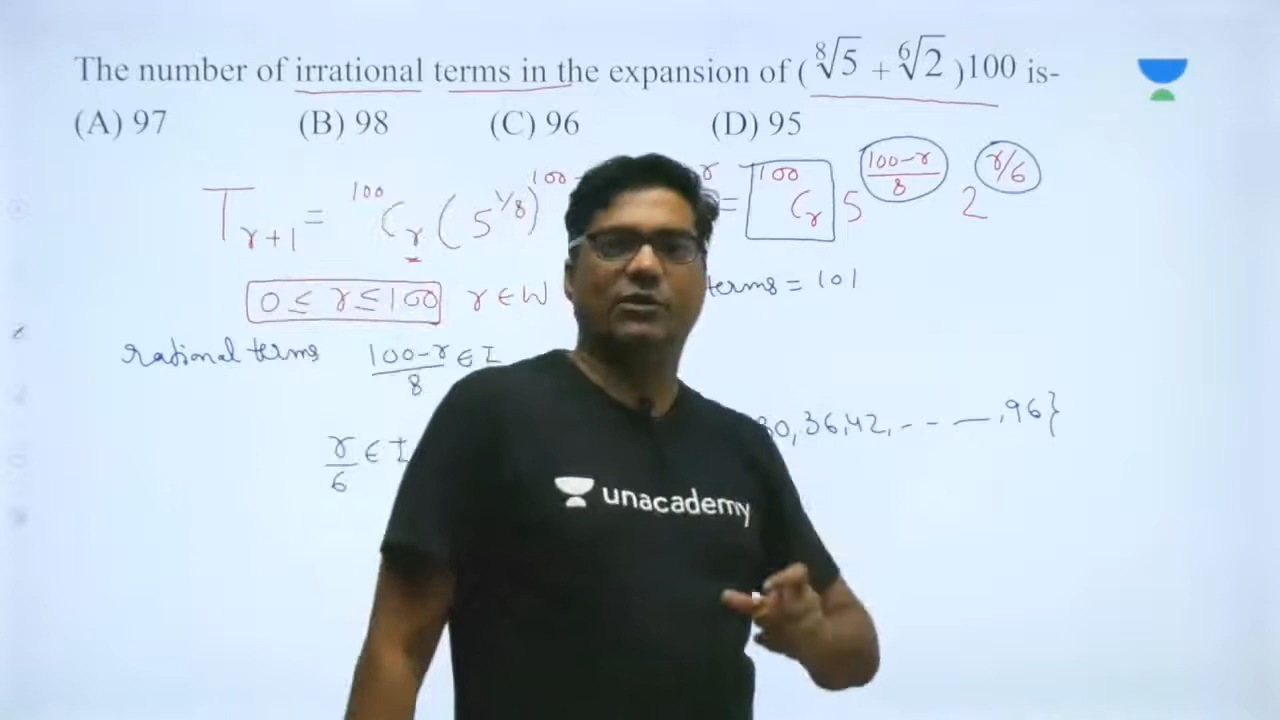 The number of irrational terms in the expansion of (⁸√5 + ⁶√2)100 is-
(A) 97 (B) 98 (C) 96 (D) 95
T_{r+1} = ¹⁰⁰C_r (5^{1/8})^{100- r = ¹⁰⁰C_r 5^{(100-r)/8} 2^{r/6}
0 ≤ r ≤ 100 r ∈ W terms = 101
rational terms (100-r)/8 ∈ I
r/6 ∈ I 30, 36, 42, - - —, 96}
unacademy